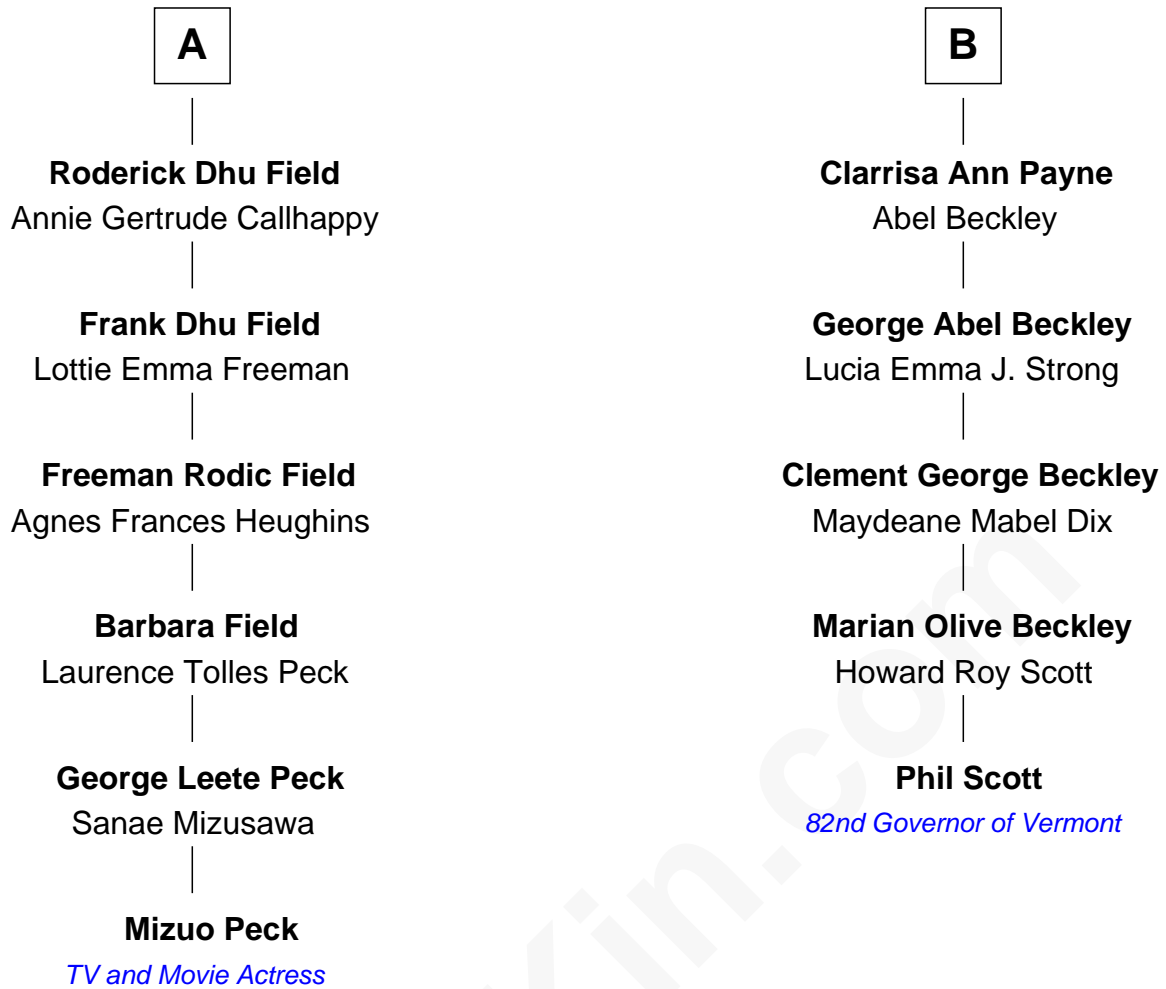 A
Roderick Dhu Field
Annie Gertrude Callhappy
Frank Dhu Field
Lottie Emma Freeman
Freeman Rodic Field
Agnes Frances Heughins
Barbara Field
Laurence Tolles Peck
George Leete Peck
Sanae Mizusawa
Mizuo Peck
TV and Movie Actress
B
Clarrisa Ann Payne
Abel Beckley
George Abel Beckley
Lucia Emma J. Strong
Clement George Beckley
Maydeane Mabel Dix
Marian Olive Beckley
Howard Roy Scott
Phil Scott
82nd Governor of Vermont